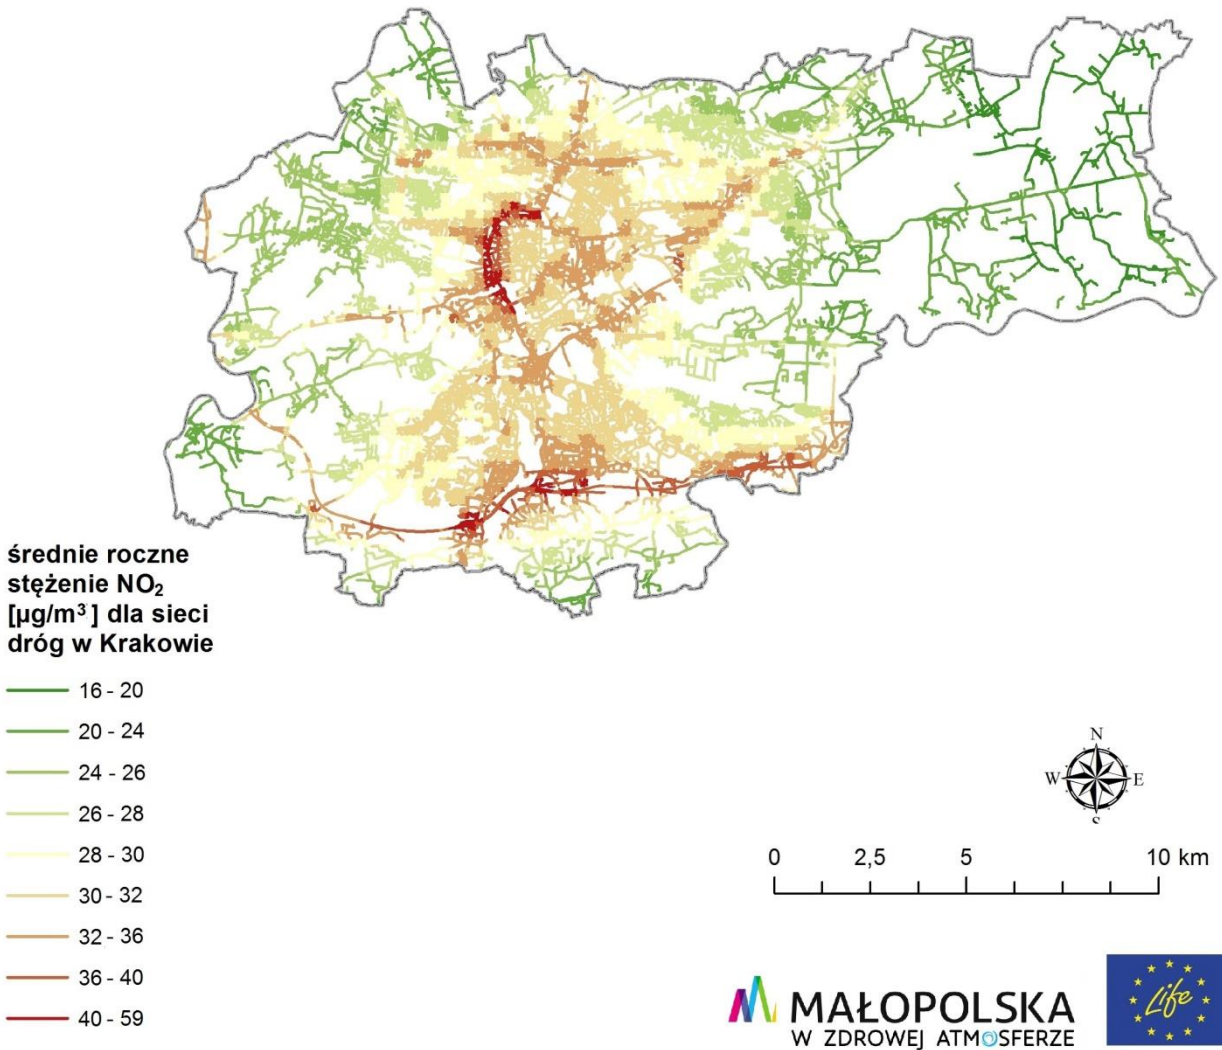 średnie roczne
stężenie NO₂
[µg/m³] dla sieci
dróg w Krakowie
16 - 20
20 - 24
24 - 26
26 - 28
28 - 30
30 - 32
32 - 36
36 - 40
40 - 59
N
W E
S
0 2,5 5 10 km
MAŁOPOLSKA
W ZDROWEJ ATMOSFERZE
Life